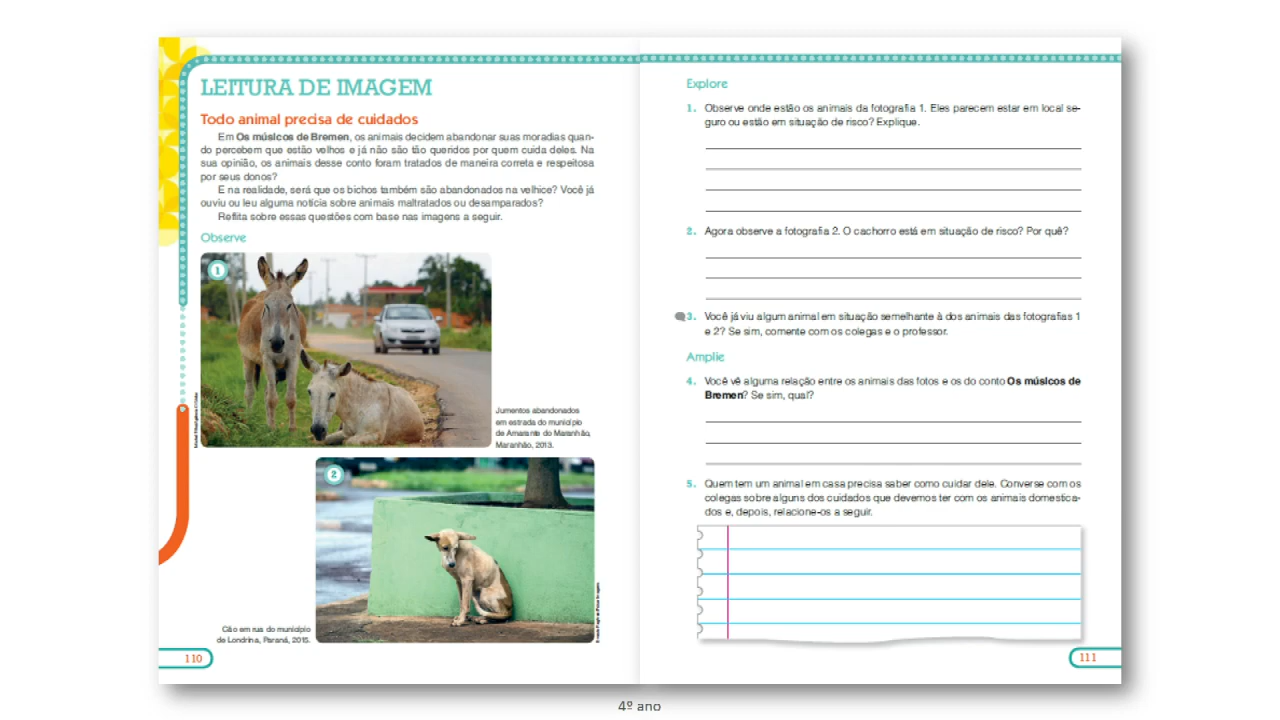 LEITURA DE IMAGEM
Todo animal precisa de cuidados
Em Os músicos de Bremen, os animais decidem abandonar suas moradias quan-
do percebem que estão velhos e já não são tão queridos por quem cuida deles. Na
sua opinião, os animais desse conto foram tratados de maneira correta e respeitosa
por seus donos?
E na realidade, será que os bichos também são abandonados na velhice? Você já
ouviu ou leu alguma notícia sobre animais maltratados ou desamparados?
Reflita sobre essas questões com base nas imagens a seguir.
Observe
1
Jumentos abandonados
em estrada do município
de Amarante do Maranhão,
Maranhão, 2013.
2
Cão em rua do município
de Londrina, Paraná, 2015.
110
Explore
1. Observe onde estão os animais da fotografia 1. Eles parecem estar em local se-
guro ou estão em situação de risco? Explique.
2. Agora observe a fotografia 2. O cachorro está em situação de risco? Por quê?
3. Você já viu algum animal em situação semelhante à dos animais das fotografias 1
e 2? Se sim, comente com os colegas e o professor.
Amplie
4. Você vê alguma relação entre os animais das fotos e os do conto Os músicos de
Bremen? Se sim, qual?
5. Quem tem um animal em casa precisa saber como cuidar dele. Converse com os
colegas sobre alguns dos cuidados que devemos ter com os animais domestica-
dos e, depois, relacione-os a seguir.
111
4º ano